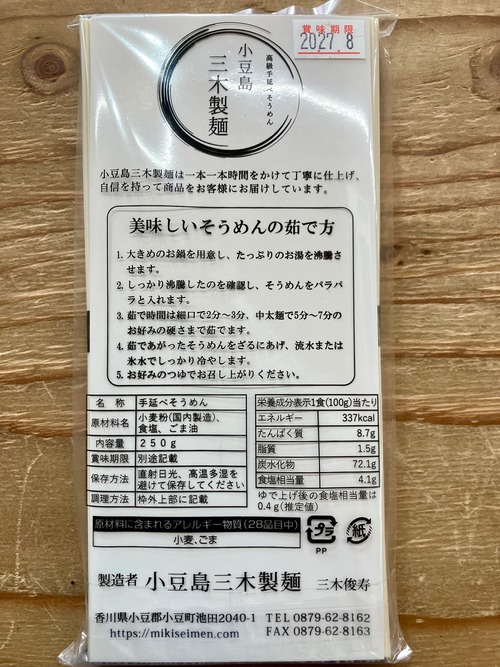 賞味期限
2027.8
高級手延べそうめん
小豆島
三木製麺
小豆島三木製麺は一本一本時間をかけて丁寧に仕上げ、
自信を持って商品をお客様にお届けしています。
美味しいそうめんの茹で方
1. 大きめのお鍋を用意し、たっぷりのお湯を沸騰さ
せます。
2. しっかり沸騰したのを確認し、そうめんをパラパ
ラと入れます。
3. 茹で時間は細口で2分〜3分、中太麺で5分〜7分の
お好みの硬さまで茹でます。
4. 茹であがったそうめんをざるにあげ、流水または
氷水でしっかり冷やします。
5. お好みのつゆでお召し上がりください。
名称 手延べそうめん
原材料名 小麦粉(国内製造)、
食塩、ごま油
内容量 250g
賞味期限 別途記載
保存方法 直射日光、高温多湿を
避けて保存してください
調理方法 枠外上部に記載
栄養成分表示1食(100g)当たり
エネルギー 337kcal
たんぱく質 8.7g
脂質 1.5g
炭水化物 72.1g
食塩相当量 4.1g
ゆで上げ後の食塩相当量は
0.4g(推定値)
原材料に含まれるアレルギー物質(28品目中)
小麦、ごま
プラ
PP
紙
製造者 小豆島三木製麺 三木俊寿
香川県小豆郡小豆町池田2040-1 TEL 0879-62-8162
https://mikiseimen.com FAX 0879-62-8163